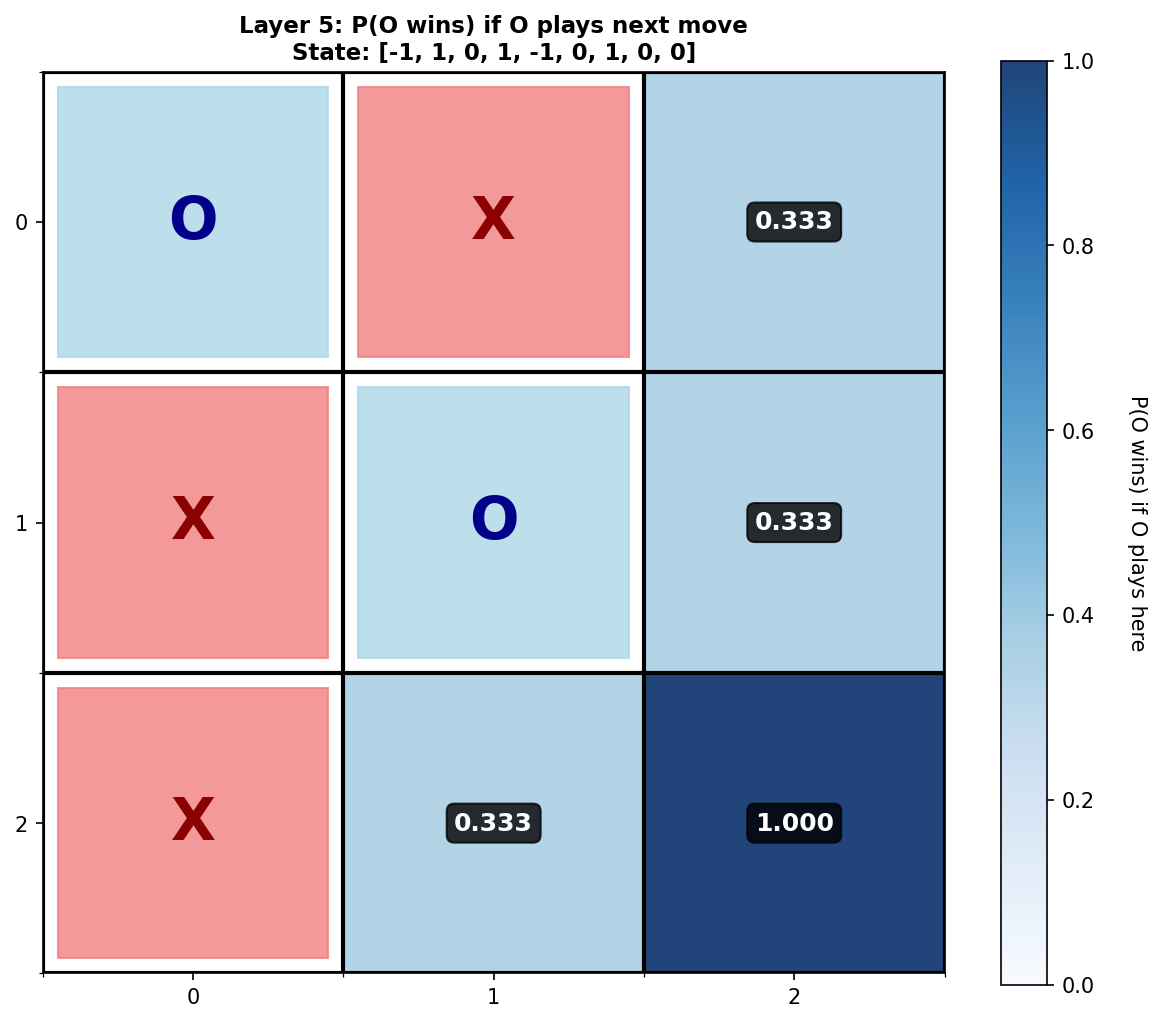 Layer 5: P(O wins) if O plays next move
State: [-1, 1, 0, 1, -1, 0, 1, 0, 0]
O
X
0.333
0
X
O
0.333
1
X
0.333
1.000
2
0
1
2
1.0
0.8
0.6
0.4
0.2
0.0
P(O wins) if O plays here